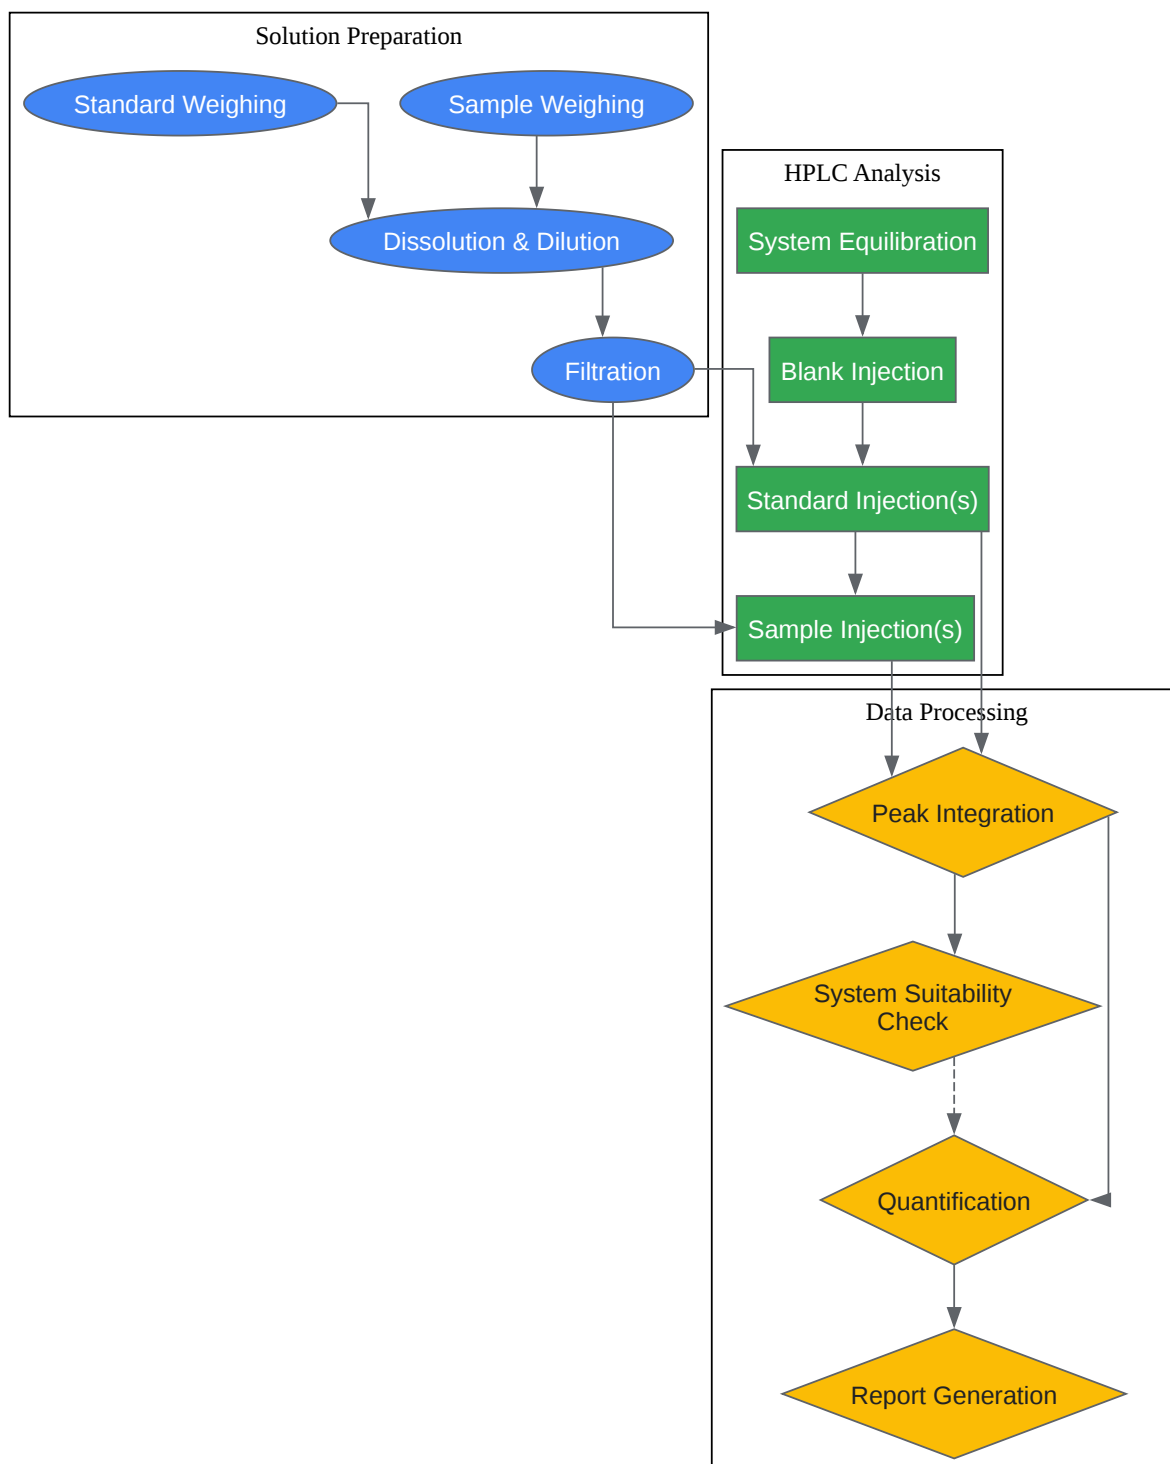 Solution Preparation
Standard Weighing
Sample Weighing
Dissolution & Dilution
Filtration
HPLC Analysis
System Equilibration
Blank Injection
Standard Injection(s)
Sample Injection(s)
Data Processing
Peak Integration
System Suitability
Check
Quantification
Report Generation